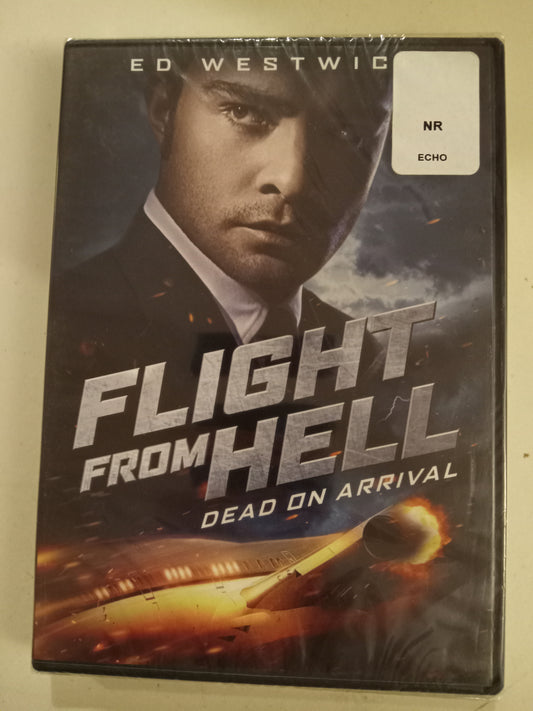 ED WESTWIC
NR
ECHO
FLIGHT
FROM HELL
DEAD ON ARRIVAL